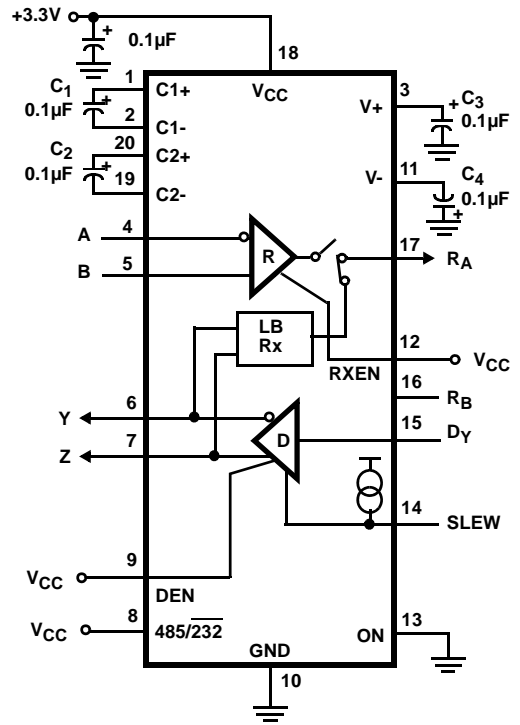 +3.3V
0.1µF
18
C1
0.1µF
1
C1+
VCC
3
V+
C3
0.1µF
2
C1-
C2
0.1µF
20
C2+
19
C2-
11
V-
C4
0.1µF
A
4
R
17
RA
B
5
LB
Rx
12
RXEN
VCC
16
RB
Y
6
15
DY
D
Z
7
14
SLEW
VCC
9
DEN
VCC
8
485/232
13
ON
GND
10